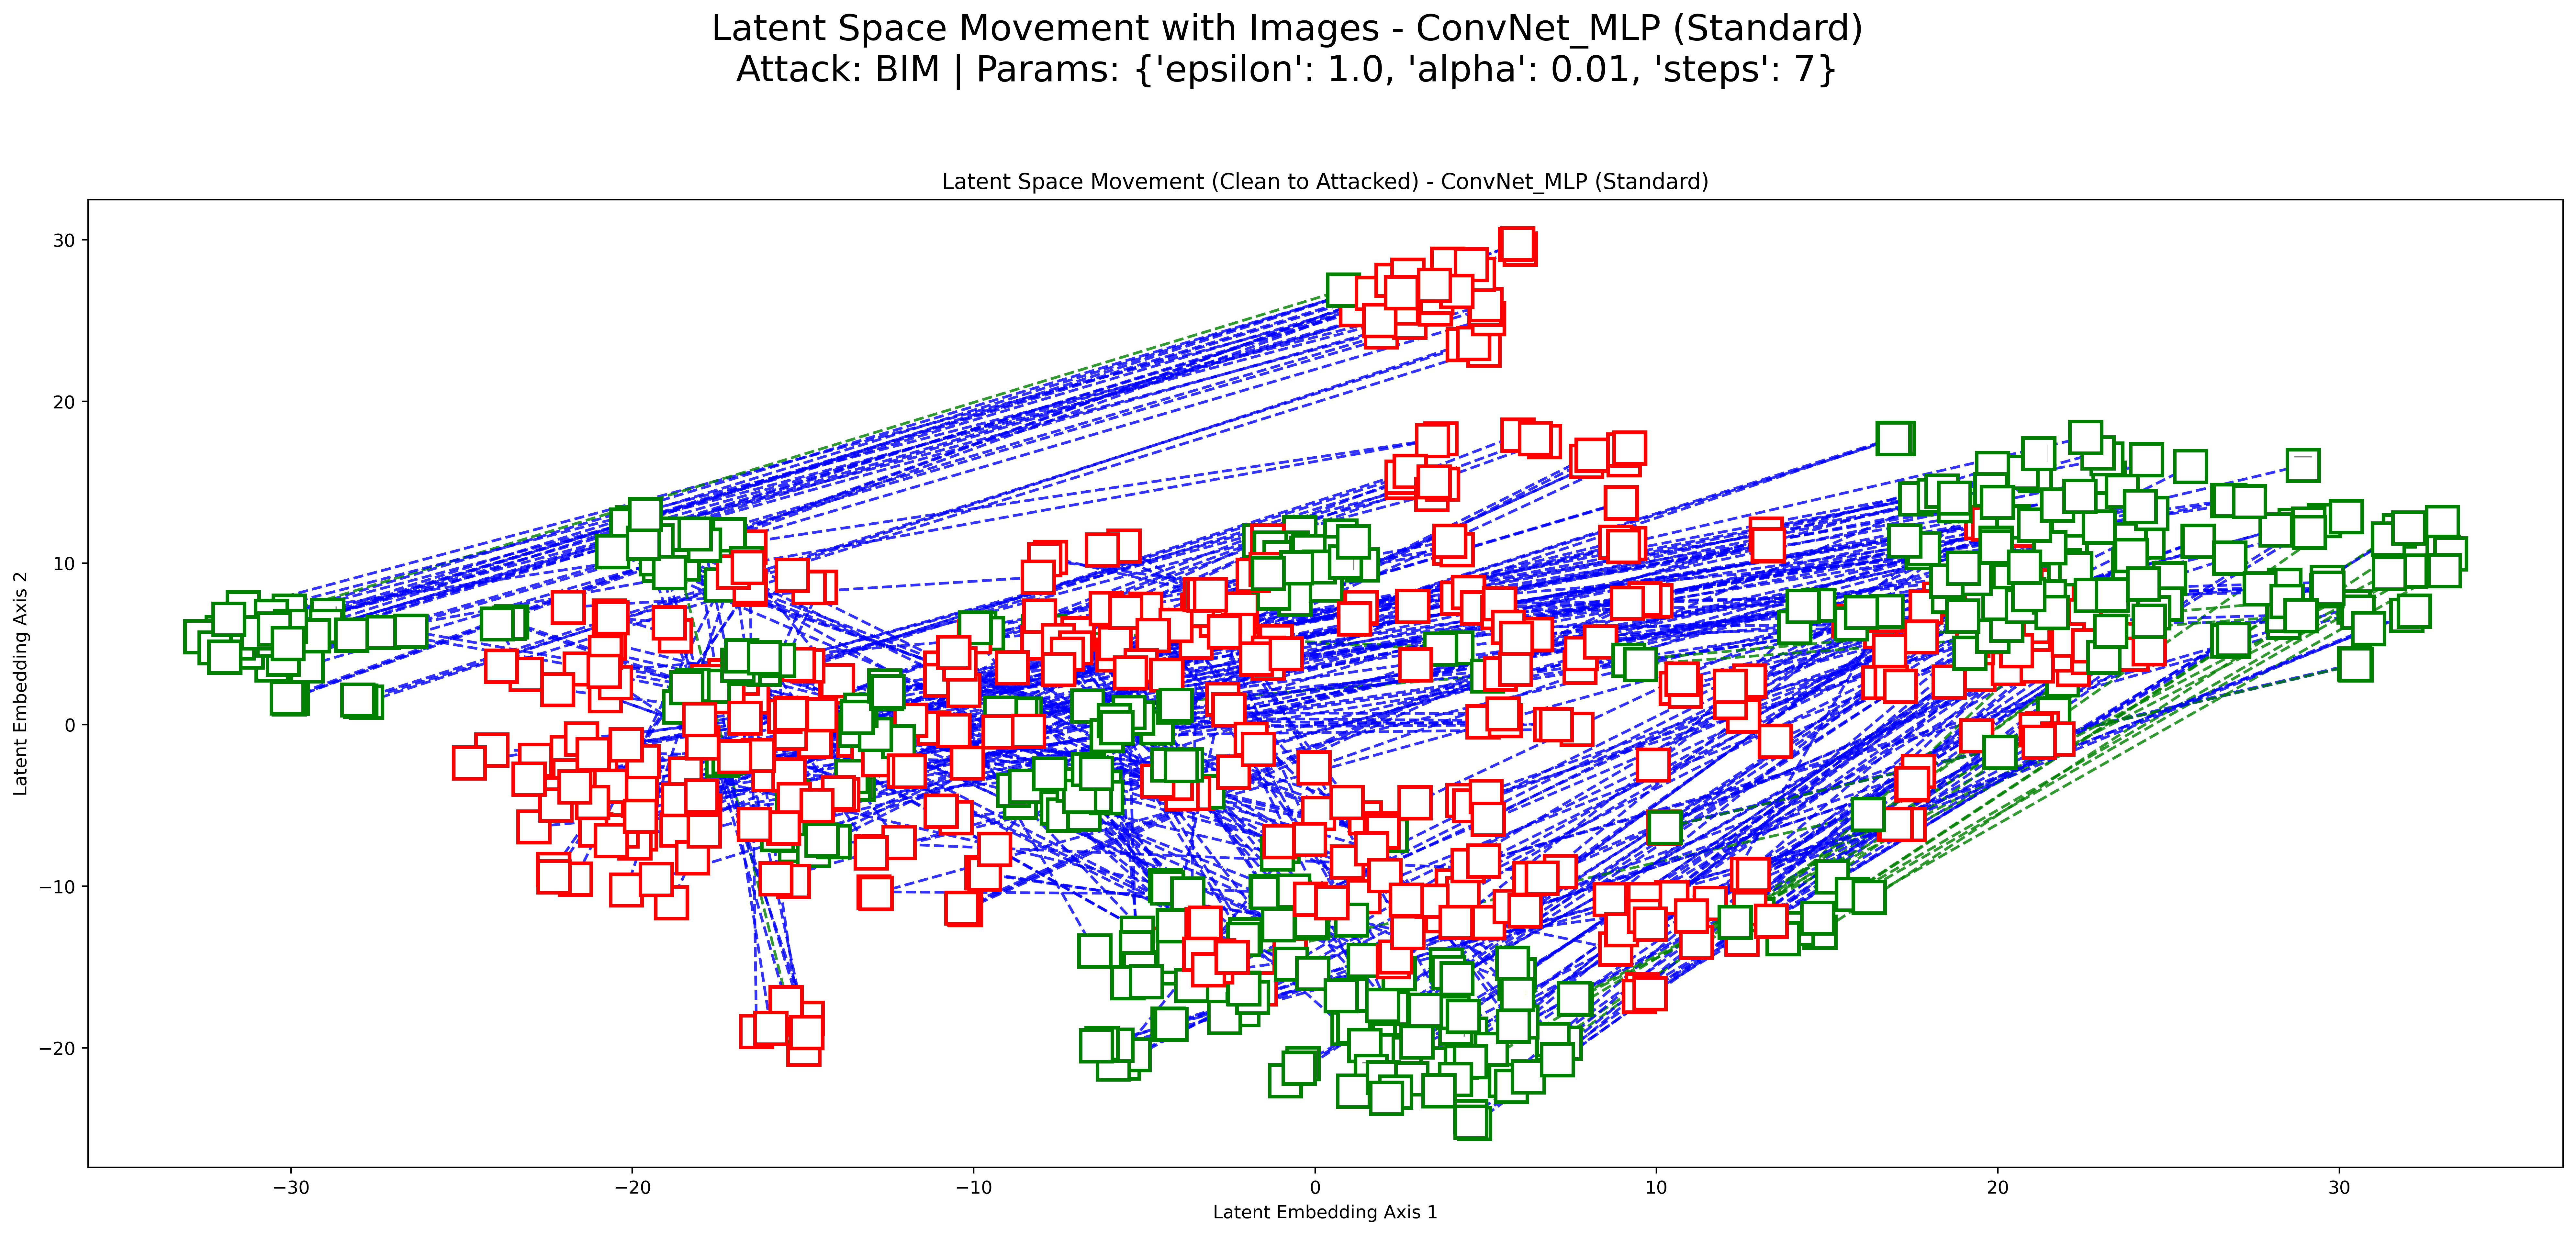 Latent Space Movement with Images - ConvNet_MLP (Standard)
Attack: BIM | Params: {'epsilon': 1.0, 'alpha': 0.01, 'steps': 7}
Latent Space Movement (Clean to Attacked) - ConvNet_MLP (Standard)
30
20
10
0
−10
−20
Latent Embedding Axis 2
−30
−20
−10
0
10
20
30
Latent Embedding Axis 1